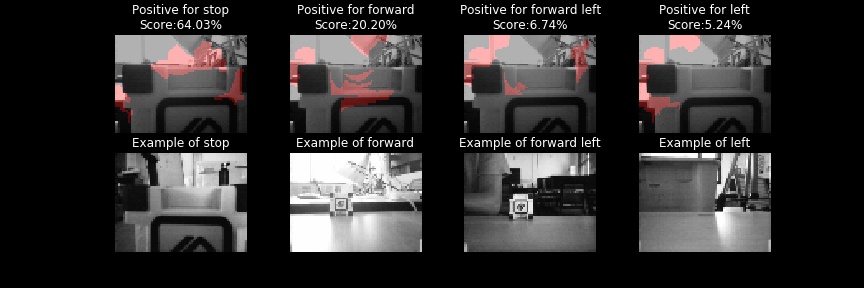 Positive for stop
Score:64.03%
Positive for forward
Score:20.20%
Positive for forward left
Score:6.74%
Positive for left
Score:5.24%
Example of stop
Example of forward
Example of forward left
Example of left